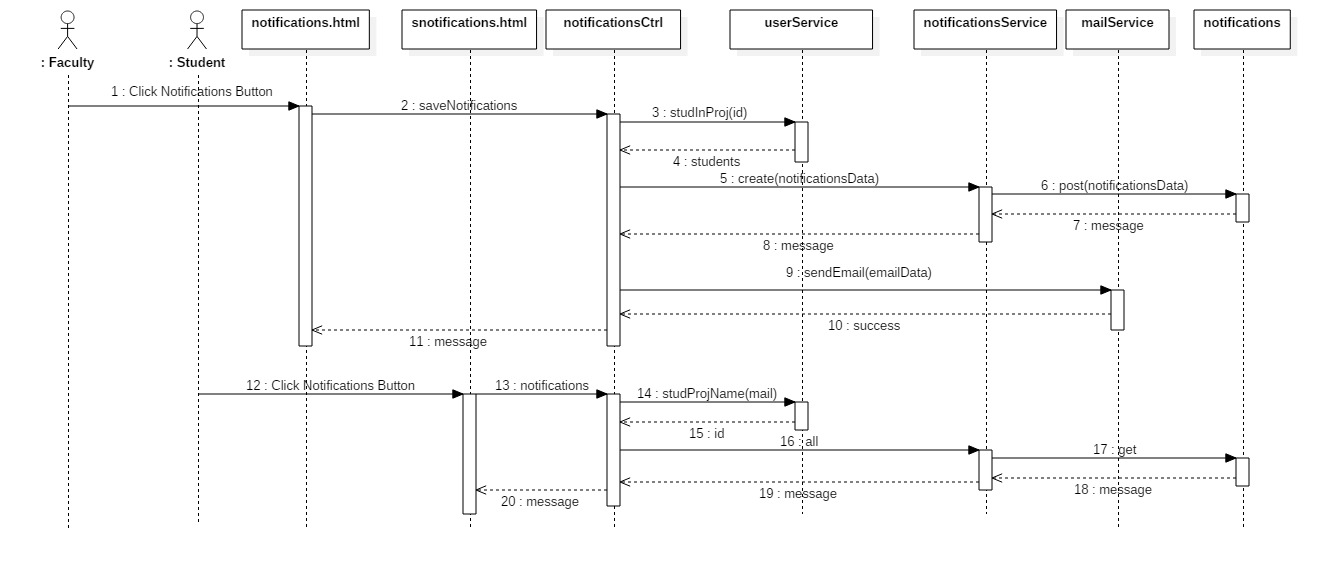 notifications.html
snotifications.html
notificationsCtrl
userService
notificationsService
mailService
notifications
: Faculty
: Student
1 : Click Notifications Button
2 : saveNotifications
3 : studInProj(id)
4 : students
5 : create(notificationsData)
6 : post(notificationsData)
7 : message
8 : message
9 : sendEmail(emailData)
10 : success
11 : message
12 : Click Notifications Button
13 : notifications
14 : studProjName(mail)
15 : id
16 : all
17 : get
18 : message
19 : message
20 : message